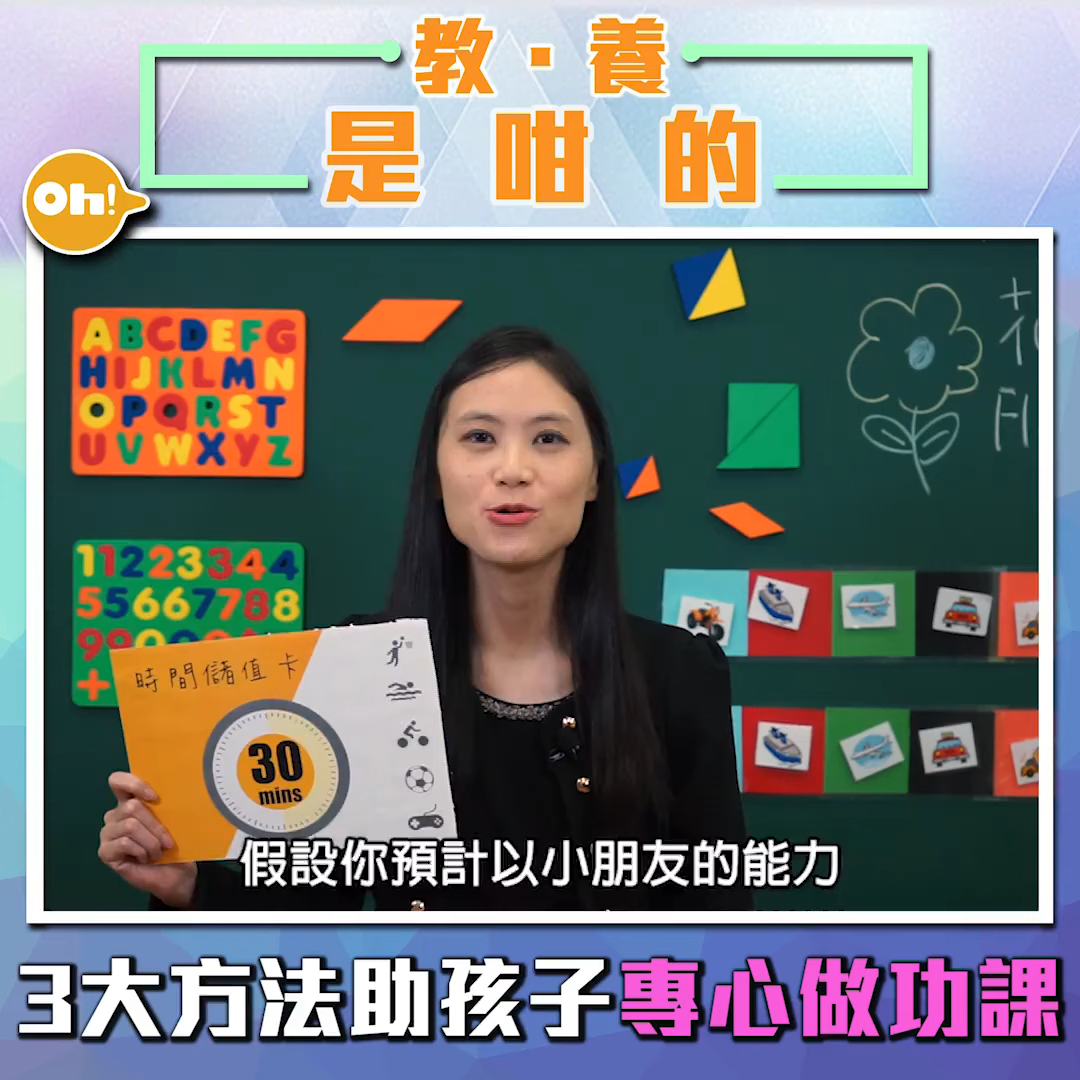 教·養
是咁的
Oh!
ABCDEFG
HIJKLMN
OPQRST
UVWXYZ
112233444
5566677888
+
時間儲值卡
30
mins
假設你預計以小朋友的能力
3大方法助孩子專心做功課